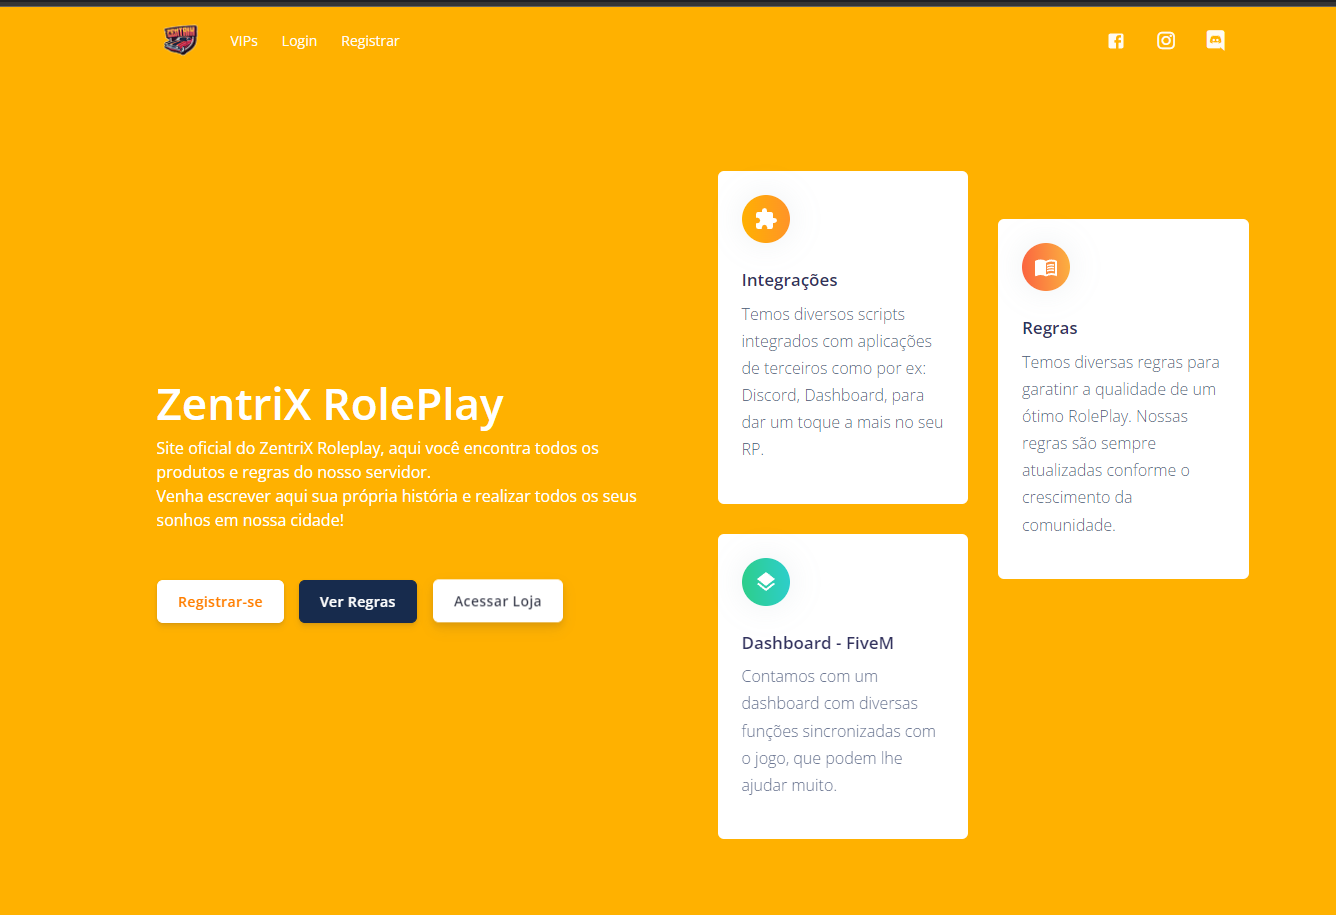 VIPs
Login
Registrar
ZentriX RolePlay
Site oficial do ZentriX Roleplay, aqui você encontra todos os
produtos e regras do nosso servidor.
Venha escrever aqui sua própria história e realizar todos os seus
sonhos em nossa cidade!
Registrar-se
Ver Regras
Acessar Loja
Integrações
Temos diversos scripts
integrados com aplicações
de terceiros como por ex:
Discord, Dashboard, para
dar um toque a mais no seu
RP.
Regras
Temos diversas regras para
garatinr a qualidade de um
ótimo RolePlay. Nossas
regras são sempre
atualizadas conforme o
crescimento da
comunidade.
Dashboard - FiveM
Contamos com um
dashboard com diversas
funções sincronizadas com
o jogo, que podem lhe
ajudar muito.